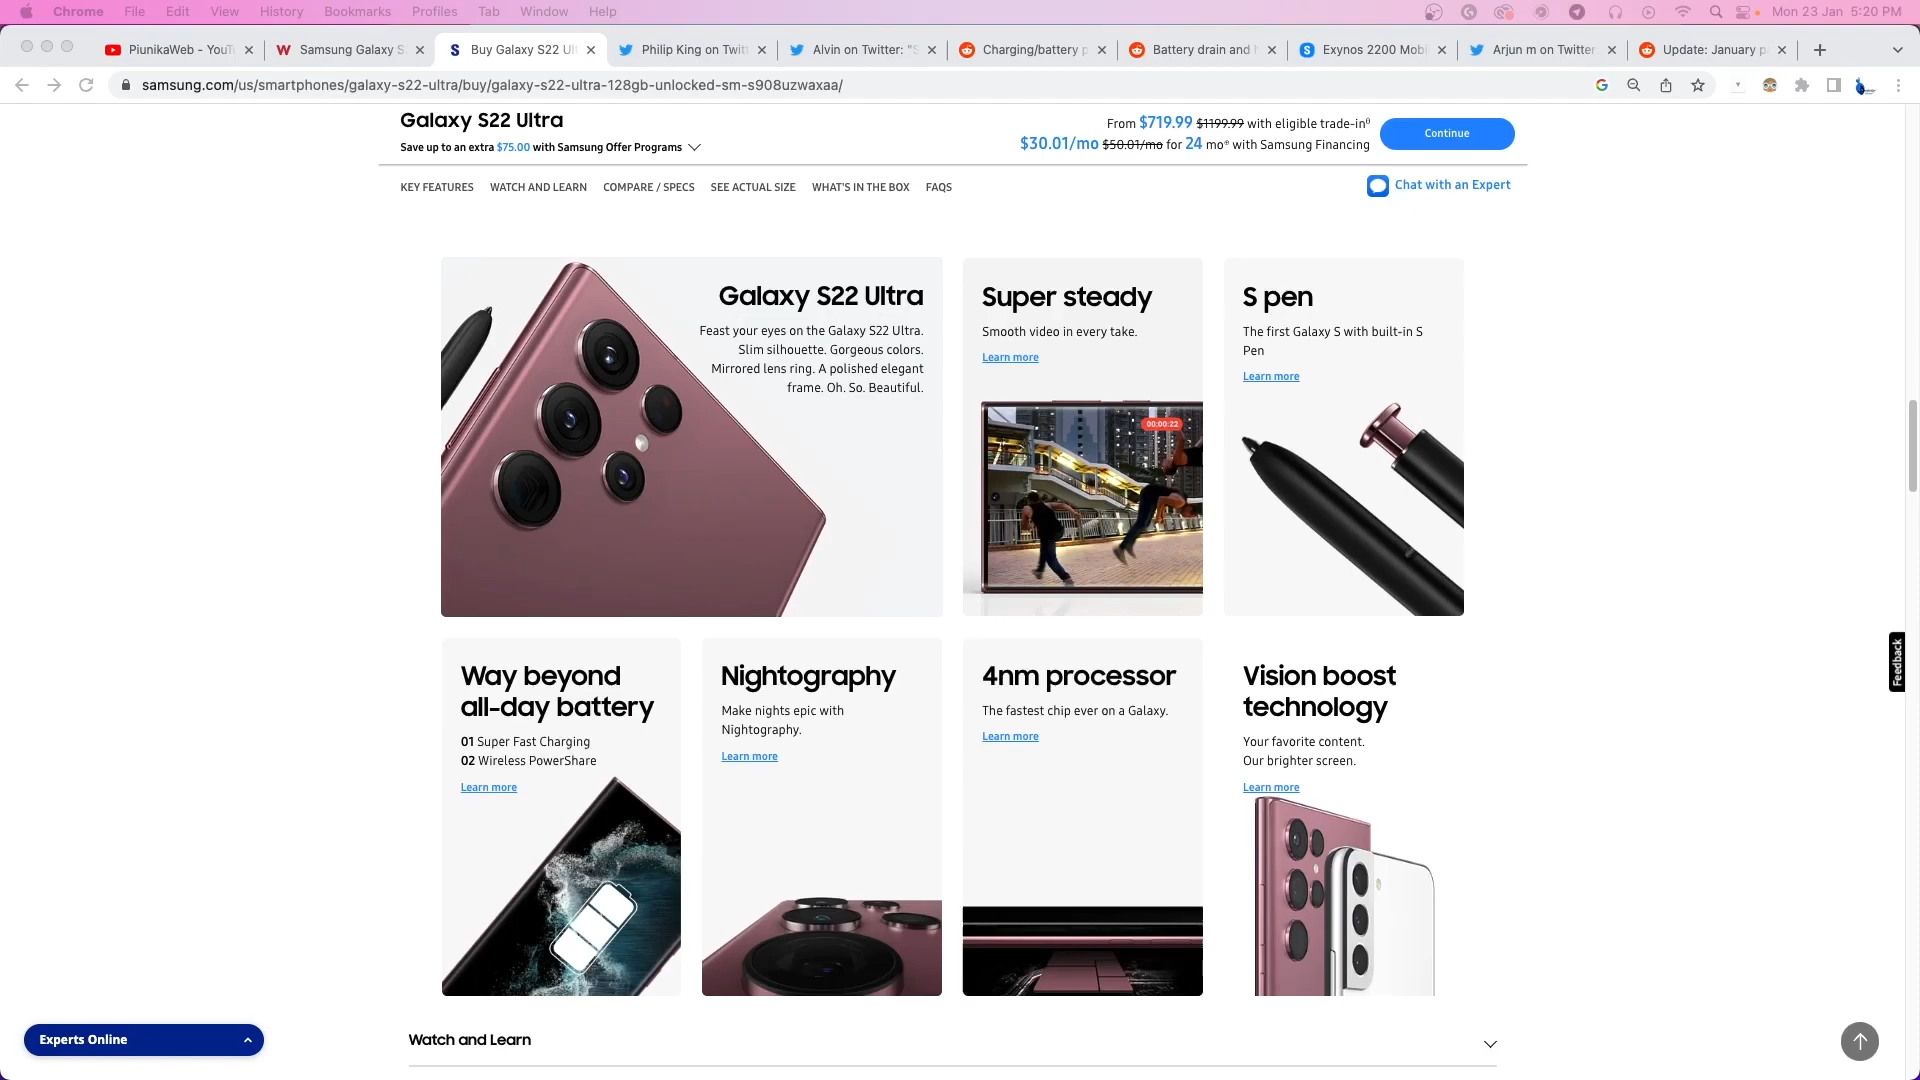 Chrome File Edit View History Bookmarks Profiles Tab Window Help Mon 23 Jan 5:20 PM
PiunikaWeb - YouT Samsung Galaxy S Buy Galaxy S22 Ul Philip King on Twit Alvin on Twitter: "S Charging/battery p Battery drain and Exynos 2200 Mobi Arjun m on Twitter Update: January p
samsung.com/us/smartphones/galaxy-s22-ultra/buy/galaxy-s22-ultra-128gb-unlocked-sm-s908uzwaxaa/
Galaxy S22 Ultra
Save up to an extra $75.00 with Samsung Offer Programs
From $719.99 $1199.99 with eligible trade-in
$30.01/mo $50.01/mo for 24 mo with Samsung Financing
Continue
KEY FEATURES WATCH AND LEARN COMPARE / SPECS SEE ACTUAL SIZE WHAT'S IN THE BOX FAQS
Chat with an Expert
Galaxy S22 Ultra
Feast your eyes on the Galaxy S22 Ultra.
Slim silhouette. Gorgeous colors.
Mirrored lens ring. A polished elegant
frame. Oh. So. Beautiful.
Super steady
Smooth video in every take.
Learn more
00:00:22
S pen
The first Galaxy S with built-in S
Pen
Learn more
Way beyond
all-day battery
01 Super Fast Charging
02 Wireless PowerShare
Learn more
Nightography
Make nights epic with
Nightography.
Learn more
4nm processor
The fastest chip ever on a Galaxy.
Learn more
Vision boost
technology
Your favorite content.
Our brighter screen.
Learn more
Feedback
Experts Online
Watch and Learn